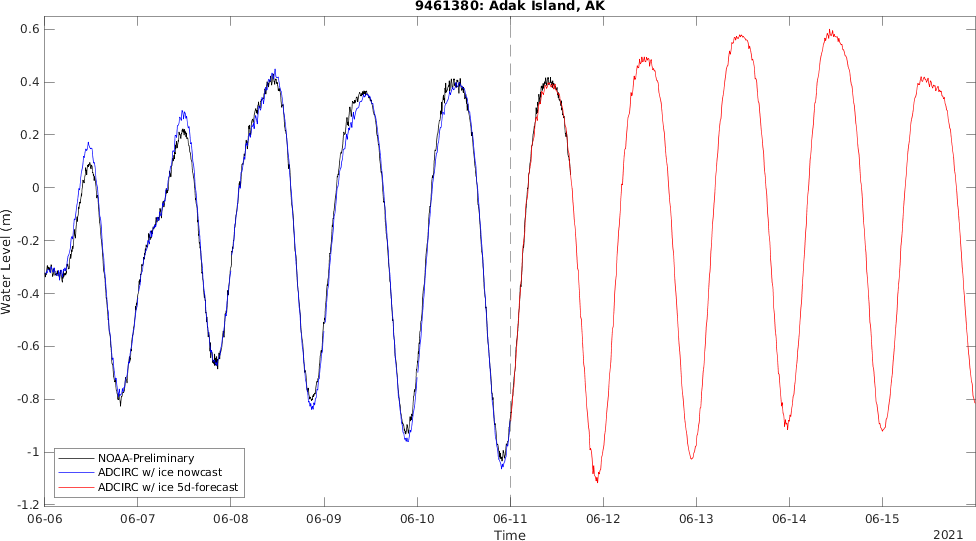 9461380: Adak Island, AK
Water Level (m)
0.6
0.4
0.2
0
-0.2
-0.4
-0.6
-0.8
-1
-1.2
NOAA-Preliminary
ADCIRC w/ ice nowcast
ADCIRC w/ ice 5d-forecast
06-06 06-07 06-08 06-09 06-10 06-11 06-12 06-13 06-14 06-15
Time
2021